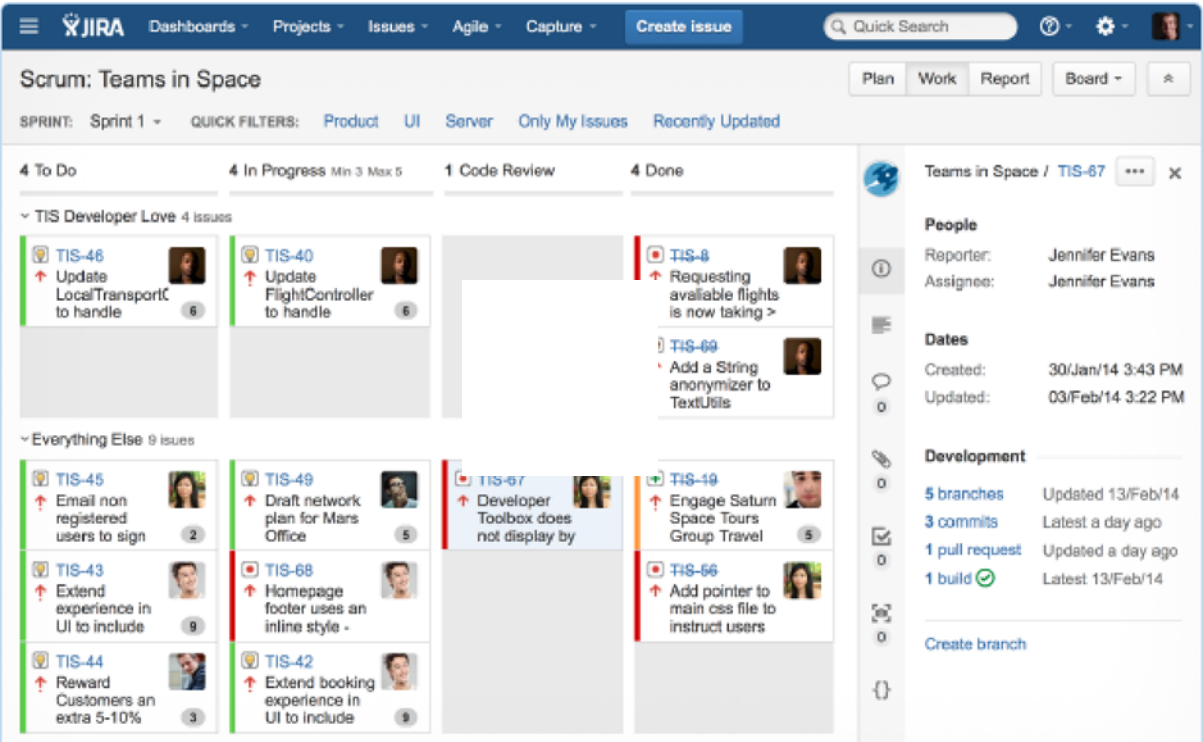 JIRA Dashboards Projects Issues Agile Capture Create issue Quick Search
Scrum: Teams in Space
Plan Work Report Board
SPRINT: Sprint 1 QUICK FILTERS: Product UI Server Only My Issues Recently Updated
4 To Do
4 In Progress Min 3 Max 5
1 Code Review
4 Done
TIS Developer Love 4 issues
TIS-46
Update
LocalTransportC
to handle
6
TIS-40
Update
FlightController
to handle
6
TIS-8
Requesting
available flights
is now taking >
TIS-69
Add a String
anonymizer to
TextUtils
Everything Else 9 isues
TIS-45
Email non
registered
users to sign
2
TIS-49
Draft network
plan for Mars
Office
5
TIS-67
Developer
Toolbox does
not display by
TIS-19
Engage Saturn
Space Tours
Group Travel
5
TIS-43
Extend
experience in
UI to include
9
TIS-68
Homepage
footer uses an
inline style -
TIS-56
Add pointer to
main css file to
instruct users
TIS-44
Reward
Customers an
extra 5-10%
3
TIS-42
Extend booking
experience in
UI to include
9
0
0
0
0
{}
Teams in Space / TIS-67 •••
People
Reporter: Jennifer Evans
Assignee: Jennifer Evans
Dates
Created: 30/Jan/14 3:43 PM
Updated: 03/Feb/14 3:22 PM
Development
5 branches Updated 13/Feb/14
3 commits Latest a day ago
1 pull request Updated a day ago
1 build Latest 13/Feb/14
Create branch